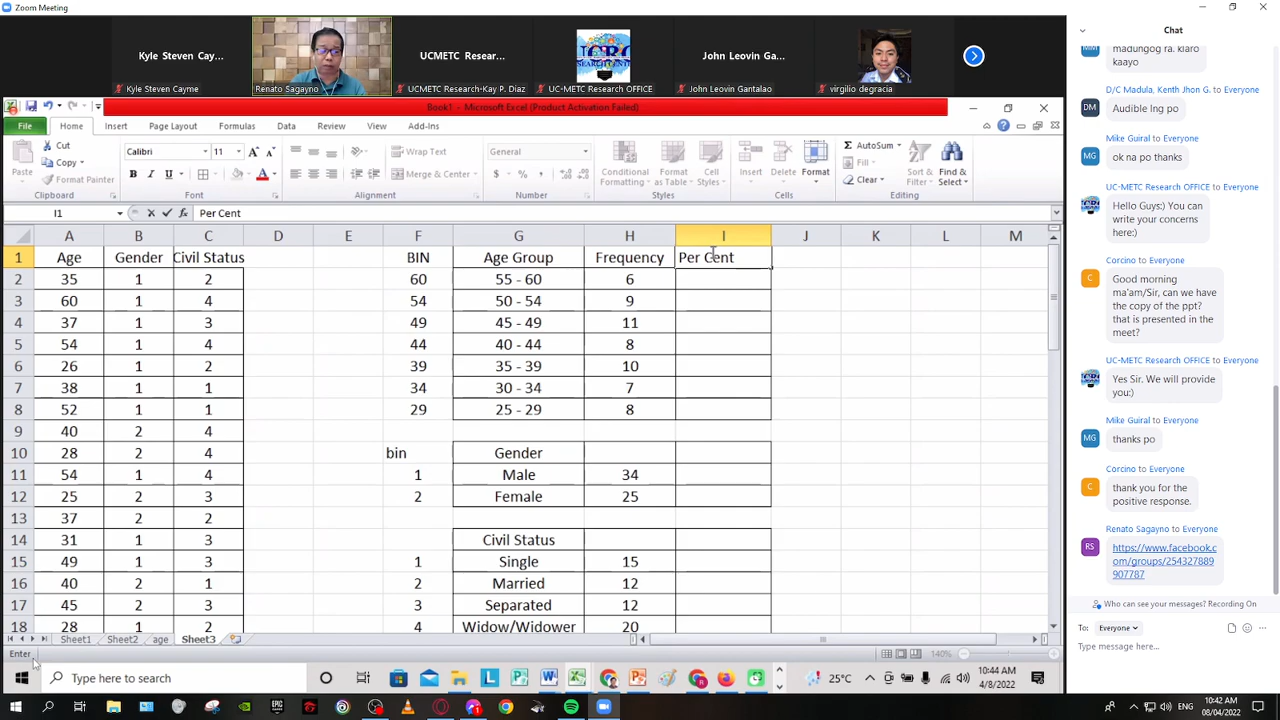 Zoom Meeting
Kyle Steven Cay...
UCMETC Resear...
John Leovin Ga...
Kyle Steven Cayme
Renato Sagayno
UCMETC Research-Kay P. Diaz
UC-METC Research OFFICE
John Leovin Gantalao
virgilio degracia
Book1 - Microsoft Excel (Product Activation Failed)
File Home Insert Page Layout Formulas Data Review View Add-Ins
Paste
Cut
Copy
Format Painter
Clipboard
Calibri 11
B I U
Font
Wrap Text
Merge & Center
Alignment
General
$ % ,
Number
Conditional Formatting
Format as Table
Cell Styles
Styles
Insert
Delete
Format
Cells
AutoSum
Fill
Clear
Sort & Filter
Find & Select
Editing
I1 fx Per Cent
A B C D E F G H I J K L M
1 Age Gender Civil Status BIN Age Group Frequency Per Cent
2 35 1 2 60 55 - 60 6
3 60 1 4 54 50 - 54 9
4 37 1 3 49 45 - 49 11
5 54 1 4 44 40 - 44 8
6 26 1 2 39 35 - 39 10
7 38 1 1 34 30 - 34 7
8 52 1 1 29 25 - 29 8
9 40 2 4
10 28 2 4 bin Gender
11 54 1 4 1 Male 34
12 25 2 3 2 Female 25
13 37 2 2
14 31 1 3 Civil Status
15 49 1 3 1 Single 15
16 40 2 1 2 Married 12
17 45 2 3 3 Separated 12
18 28 1 2 4 Widow/Widower 20
Sheet1 Sheet2 age Sheet3
Enter
140%
Type here to search
25°C
10:44 AM
4/8/2022
ENG
10:42 AM
08/04/2022
Chat
MM
madungog ra. klaro
kaayo
D/C Madula, Kenth Jhon G. to Everyone
DM
Audible lng po
Mike Guiral to Everyone
MG
ok na po thanks
UC-METC Research OFFICE to Everyone
Hello Guys:) You can
write your concerns
here:)
Corcino to Everyone
C
Good morning
ma'am/Sir, can we have
the copy of the ppt?
that is presented in the
meet?
UC-METC Research OFFICE to Everyone
Yes Sir. We will provide
you:)
Mike Guiral to Everyone
MG
thanks po
Corcino to Everyone
C
thank you for the
positive response.
Renato Sagayno to Everyone
RS
https://www.facebook.c
om/groups/254327889
907787
Who can see your messages? Recording On
To: Everyone
Type message here...